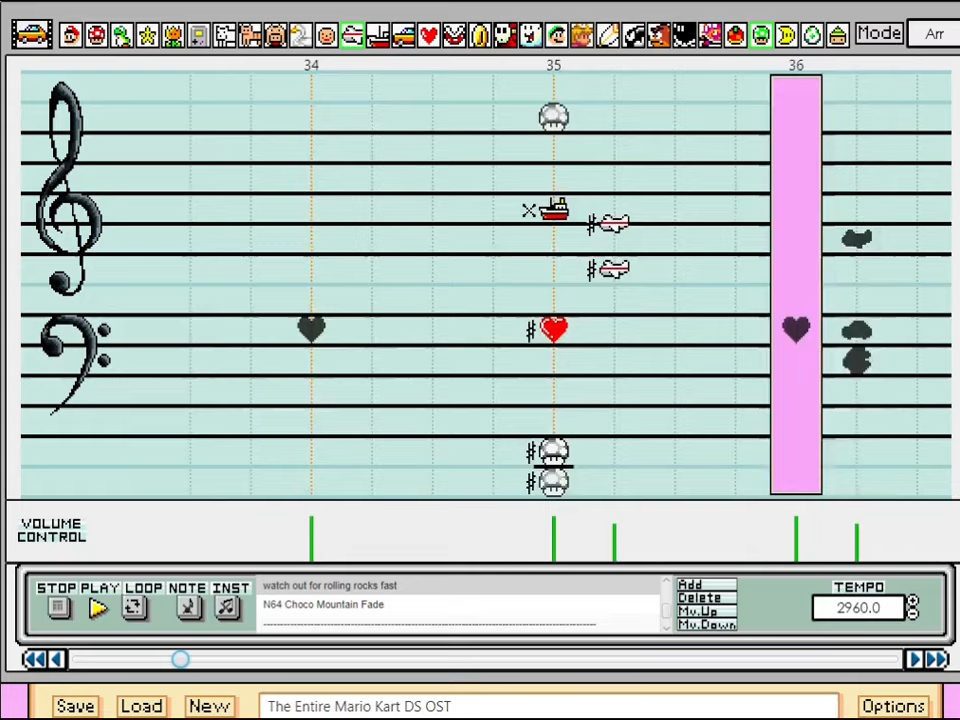 Mode
Arr
34
35
36
VOLUME
CONTROL
STOP PLAY LOOP NOTE INST
watch out for rolling rocks fast
N64 Choco Mountain Fade
Add
Delete
Mv.Up
Mv.Down
TEMPO
2960.0
Save
Load
New
The Entire Mario Kart DS OST
Options